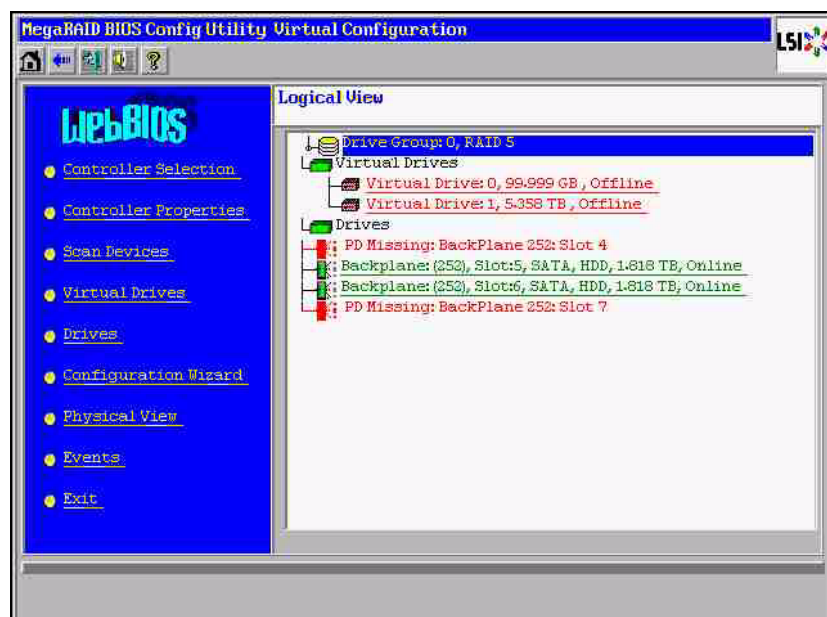 MegaRAID BIOS Config Utility Virtual Configuration
LSI
WebBIOS
Controller Selection
Controller Properties
Scan Devices
Virtual Drives
Drives
Configuration Wizard
Physical View
Events
Exit
Logical View
Drive Group: 0, RAID 5
Virtual Drives
Virtual Drive: 0, 99.999 GB, Offline
Virtual Drive: 1, 5.358 TB, Offline
Drives
PD Missing: BackPlane 252: Slot 4
Backplane: (252), Slot:5, SATA, HDD, 1.818 TB, Online
Backplane: (252), Slot:6, SATA, HDD, 1.818 TB, Online
PD Missing: BackPlane 252: Slot 7